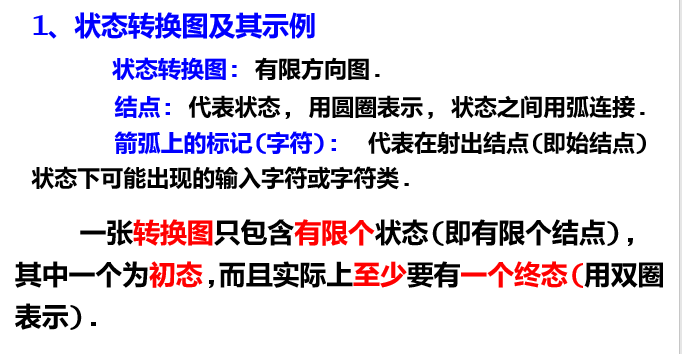 1、状态转换图及其示例
状态转换图: 有限方向图.
结点: 代表状态, 用圆圈表示, 状态之间用弧连接.
箭弧上的标记(字符): 代表在射出结点(即始结点)
状态下可能出现的输入字符或字符类.
一张转换图只包含有限个状态(即有限个结点),
其中一个为初态,而且实际上至少要有一个终态(用双圈
表示).